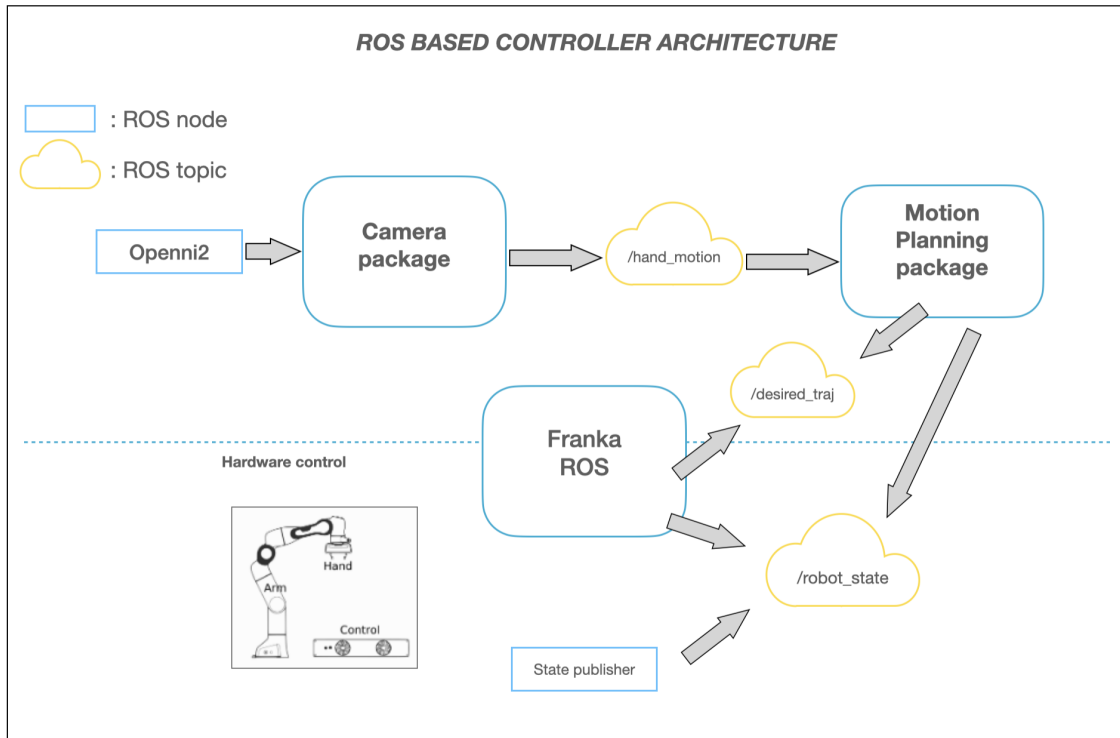 ROS BASED CONTROLLER ARCHITECTURE
: ROS node
: ROS topic
Openni2
Camera
package
/hand_motion
Motion
Planning
package
/desired_traj
Franka
ROS
Hardware control
Hand
Arm
Control
/robot_state
State publisher